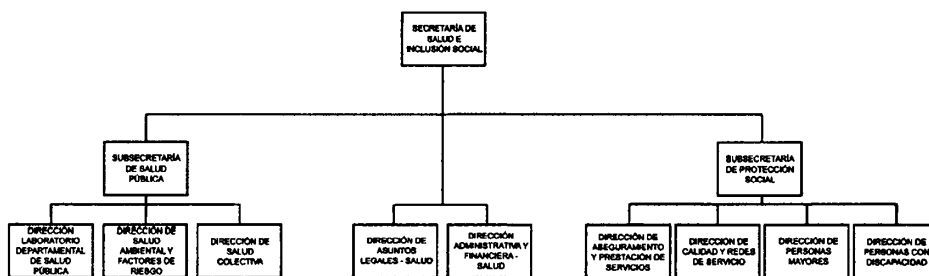 SECRETARÍA DE
SALUD E
INCLUSIÓN SOCIAL
SUBSECRETARÍA
DE SALUD
PÚBLICA
SUBSECRETARÍA
DE PROTECCIÓN
SOCIAL
DIRECCIÓN
LABORATORIO
DEPARTAMENTAL
DE SALUD
PÚBLICA
DIRECCIÓN DE
SALUD
AMBIENTAL Y
FACTORES DE
RIESGO
DIRECCIÓN DE
SALUD
COLECTIVA
DIRECCIÓN DE
ASUNTOS
LEGALES - SALUD
DIRECCIÓN
ADMINISTRATIVA Y
FINANCIERA -
SALUD
DIRECCIÓN DE
ASEGURAMIENTO
Y PRESTACIÓN DE
SERVICIOS
DIRECCIÓN DE
CALIDAD Y REDES
DE SERVICIO
DIRECCIÓN DE
PERSONAS
MAYORES
DIRECCIÓN DE
PERSONAS CON
DISCAPACIDAD